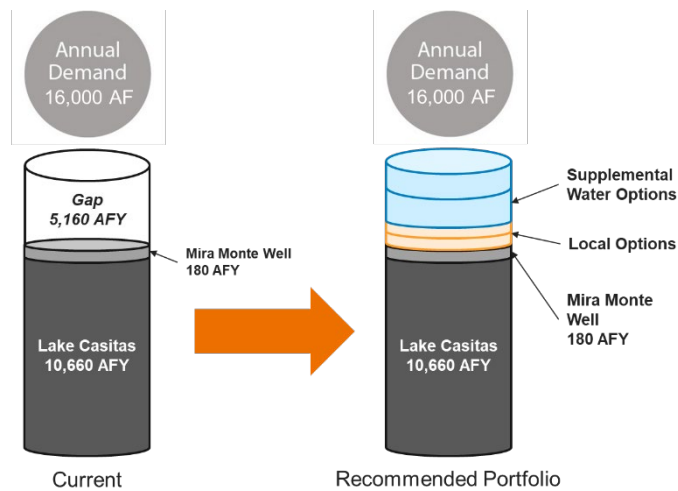 Annual
Demand
16,000 AF
Gap
5,160 AFY
Mira Monte Well
180 AFY
Lake Casitas
10,660 AFY
Current
Annual
Demand
16,000 AF
Supplemental
Water Options
Local Options
Mira Monte
Well
180 AFY
Lake Casitas
10,660 AFY
Recommended Portfolio